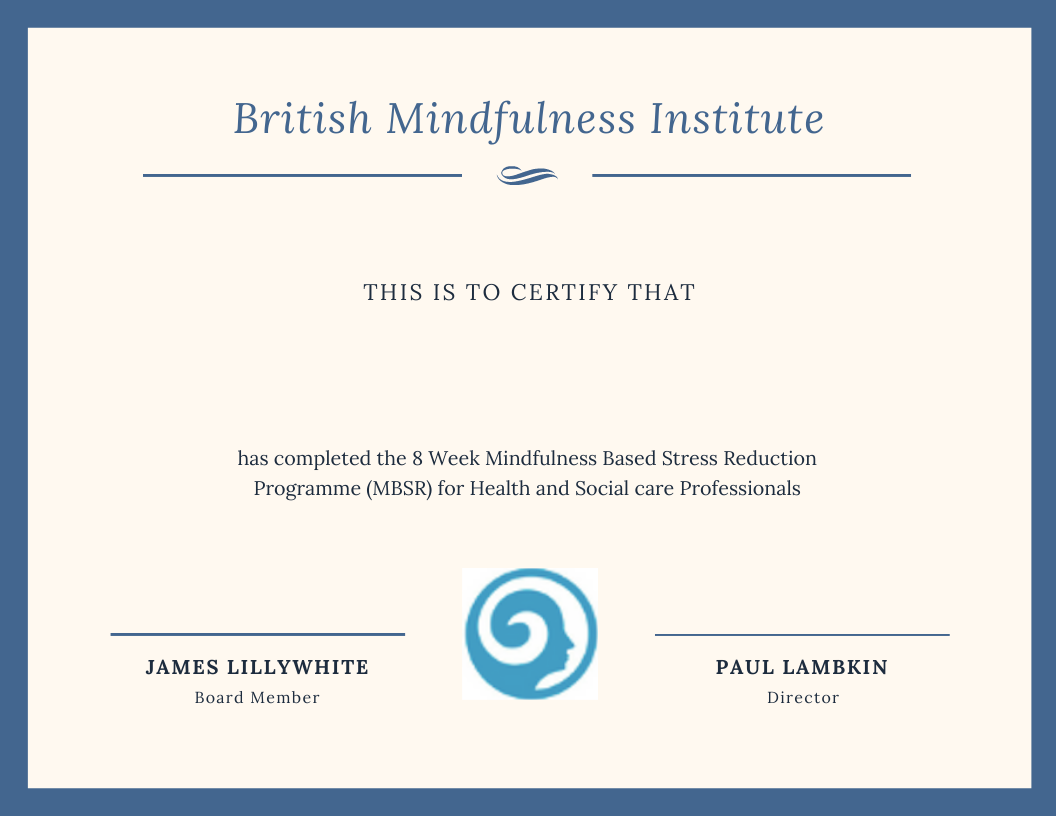 British Mindfulness Institute
THIS IS TO CERTIFY THAT
has completed the 8 Week Mindfulness Based Stress Reduction
Programme (MBSR) for Health and Social care Professionals
JAMES LILLYWHITE
Board Member
PAUL LAMBKIN
Director